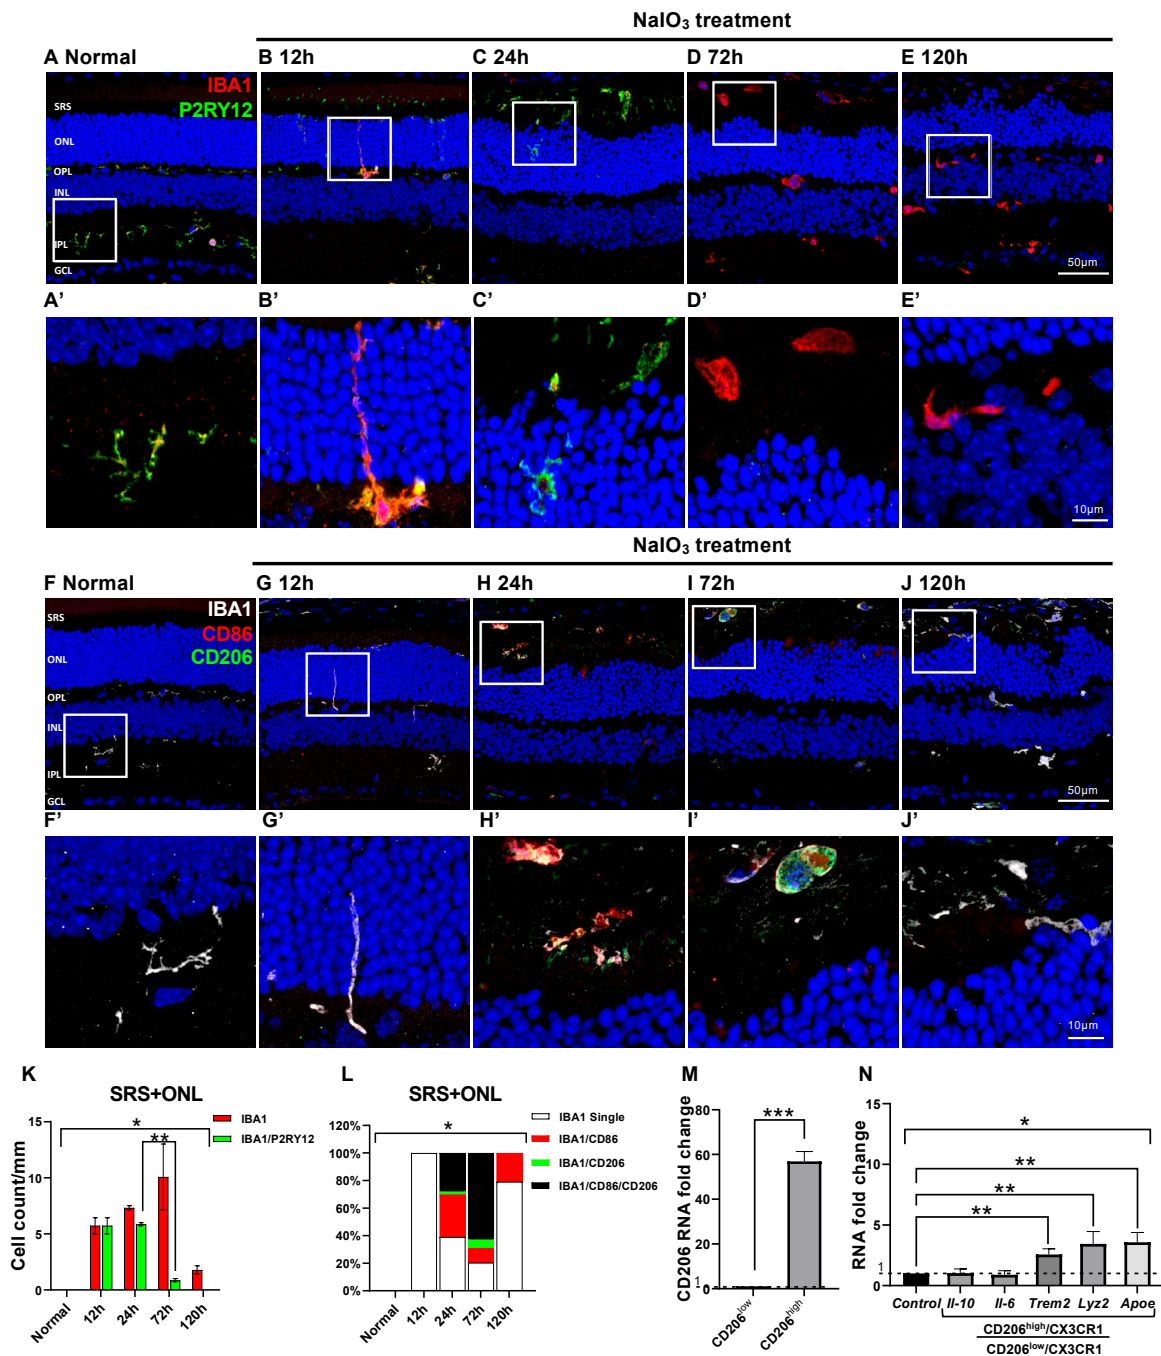 NaIO₃ treatment
A Normal
B 12h
C 24h
D 72h
E 120h
IBA1
P2RY12
SRS
ONL
OPL
INL
IPL
GCL
50µm
A’
B’
C’
D’
E’
10µm
NaIO₃ treatment
F Normal
G 12h
H 24h
I 72h
J 120h
IBA1
CD86
CD206
SRS
ONL
OPL
INL
IPL
GCL
50µm
F’
G’
H’
I’
J’
10µm
K
SRS+ONL
IBA1
IBA1/P2RY12
*
**
Cell count/mm
15
10
5
0
Normal
12h
24h
72h
120h
L
SRS+ONL
IBA1 Single
IBA1/CD86
IBA1/CD206
IBA1/CD86/CD206
*
120%
100%
80%
60%
40%
20%
0%
Normal
12h
24h
72h
120h
M
CD206 RNA fold change
***
80
60
40
20
1
0
CD206low
CD206high
N
RNA fold change
15
10
5
1
0
*
**
**
**
Control
Il-10
Il-6
Trem2
Lyz2
Apoe
CD206high/CX3CR1
CD206low/CX3CR1